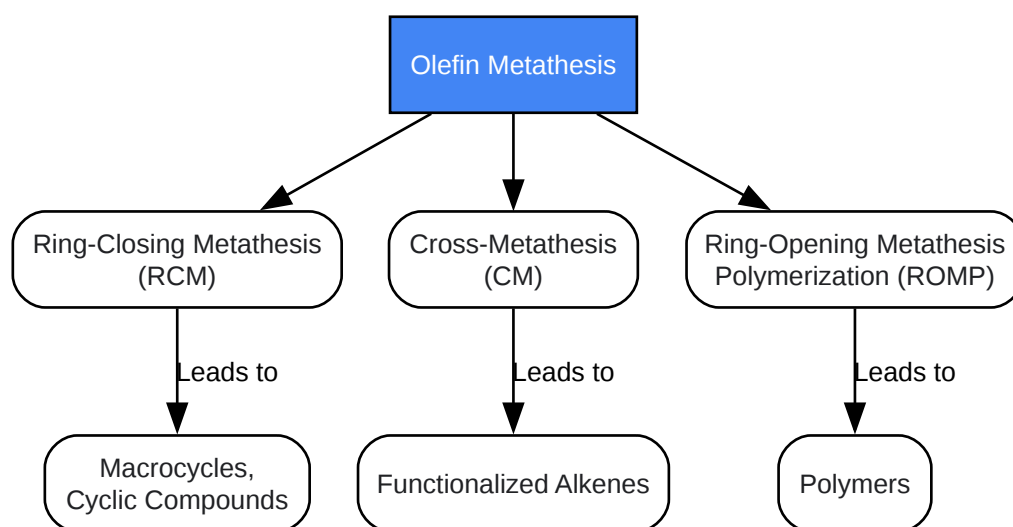 Olefin Metathesis
Ring-Closing Metathesis
(RCM)
Cross-Metathesis
(CM)
Ring-Opening Metathesis
Polymerization (ROMP)
Leads to
Leads to
Leads to
Macrocycles,
Cyclic Compounds
Functionalized Alkenes
Polymers